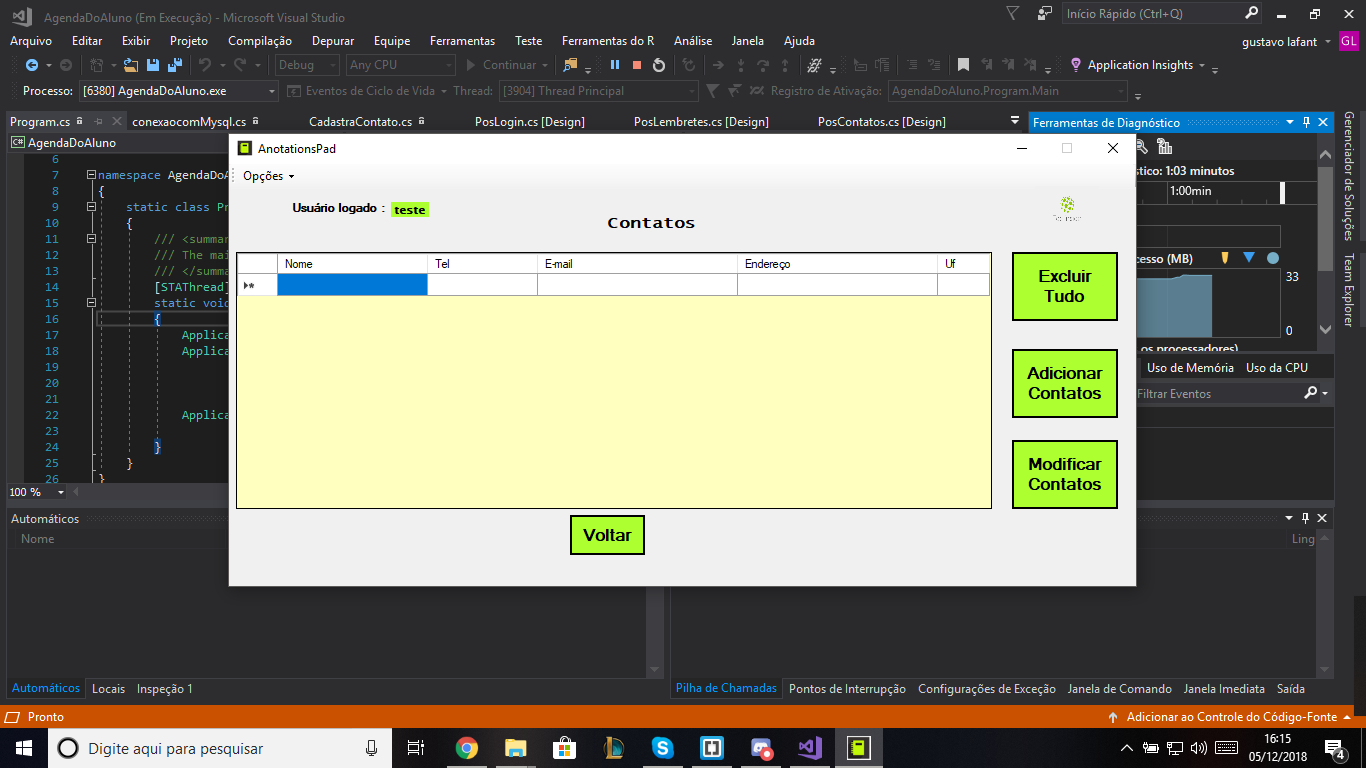 AgendaDoAluno (Em Execução) - Microsoft Visual Studio
Início Rápido (Ctrl+Q)
Arquivo Editar Exibir Projeto Compilação Depurar Equipe Ferramentas Teste Ferramentas do R Análise Janela Ajuda
gustavo lafant GL
Debug Any CPU Continuar Application Insights
Processo: [6380] AgendaDoAluno.exe Eventos de Ciclo de Vida Thread: [3904] Thread Principal Registro de Ativação: AgendaDoAluno.Program.Main
Program.cs conexaocomMysql.cs CadastraContato.cs PosLogin.cs [Design] PosLembretes.cs [Design] PosContatos.cs [Design]
Ferramentas de Diagnóstico
Gerenciador de Soluções
Team Explorer
C# AgendaDoAluno
6
7 namespace AgendaDoA
8 {
9 static class Pr
10 {
11 /// <summar
12 /// The mai
13 /// </summa
14 [STAThread]
15 static void
16 {
17 Applica
18 Applica
19
20
21
22 Applica
23
24 }
25 }
26 }
100 %
AnotationsPad
Opções
Usuário logado : teste
Contatos
Nome Tel E-mail Endereço Uf
Excluir
Tudo
Adicionar
Contatos
Modificar
Contatos
Voltar
stico: 1:03 minutos
1:00min
cesso (MB)
33
0
os processadores)
Uso de Memória Uso da CPU
Filtrar Eventos
Automáticos
Nome
Ling
Automáticos Locais Inspeção 1
Pilha de Chamadas Pontos de Interrupção Configurações de Exceção Janela de Comando Janela Imediata Saída
Pronto
Adicionar ao Controle do Código-Fonte
Digite aqui para pesquisar
16:15
05/12/2018
4